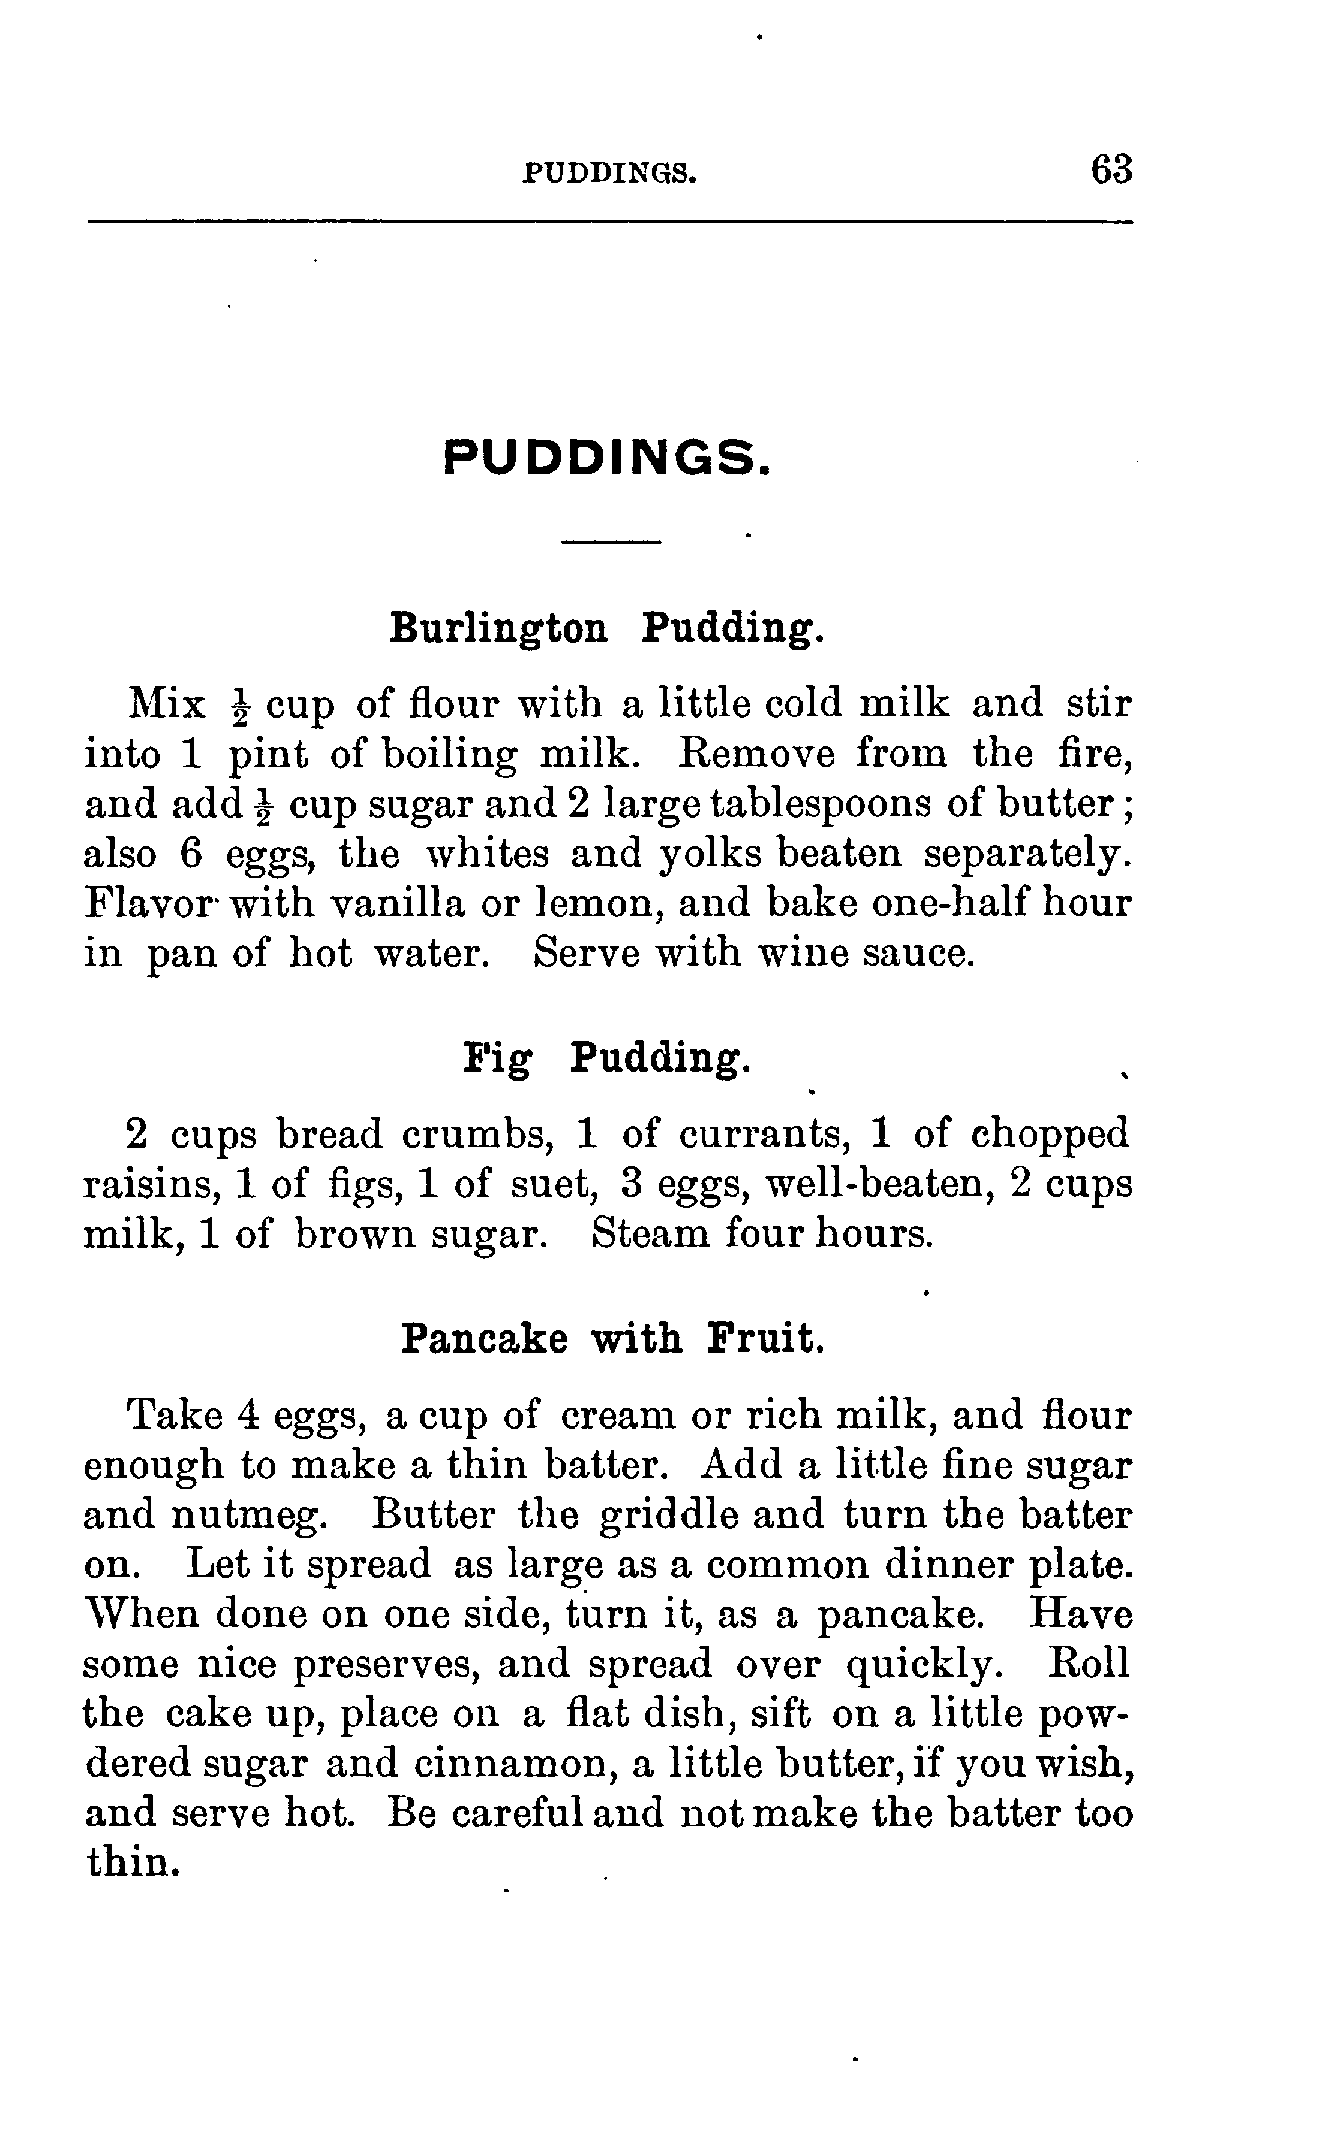 PUDDINGS. 63
PUDDINGS.
Burlington Pudding.
Mix ½ cup of flour with a little cold milk and stir
into 1 pint of boiling milk. Remove from the fire,
and add ½ cup sugar and 2 large tablespoons of butter;
also 6 eggs, the whites and yolks beaten separately.
Flavor with vanilla or lemon, and bake one-half hour
in pan of hot water. Serve with wine sauce.
Fig Pudding.
2 cups bread crumbs, 1 of currants, 1 of chopped
raisins, 1 of figs, 1 of suet, 3 eggs, well-beaten, 2 cups
milk, 1 of brown sugar. Steam four hours.
Pancake with Fruit.
Take 4 eggs, a cup of cream or rich milk, and flour
enough to make a thin batter. Add a little fine sugar
and nutmeg. Butter the griddle and turn the batter
on. Let it spread as large as a common dinner plate.
When done on one side, turn it, as a pancake. Have
some nice preserves, and spread over quickly. Roll
the cake up, place on a flat dish, sift on a little pow-
dered sugar and cinnamon, a little butter, if you wish,
and serve hot. Be careful and not make the batter too
thin.